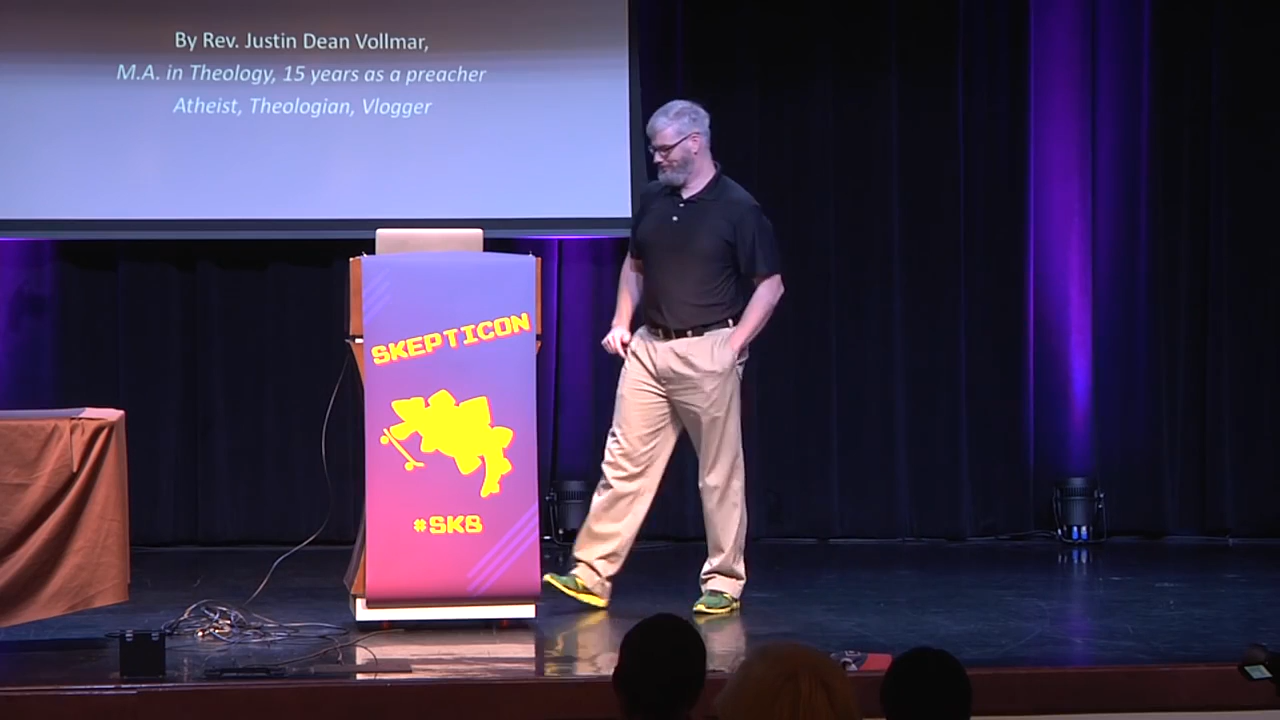 By Rev. Justin Dean Vollmar,
M.A. in Theology, 15 years as a preacher
Atheist, Theologian, Vlogger
SKEPTICON
#SK8